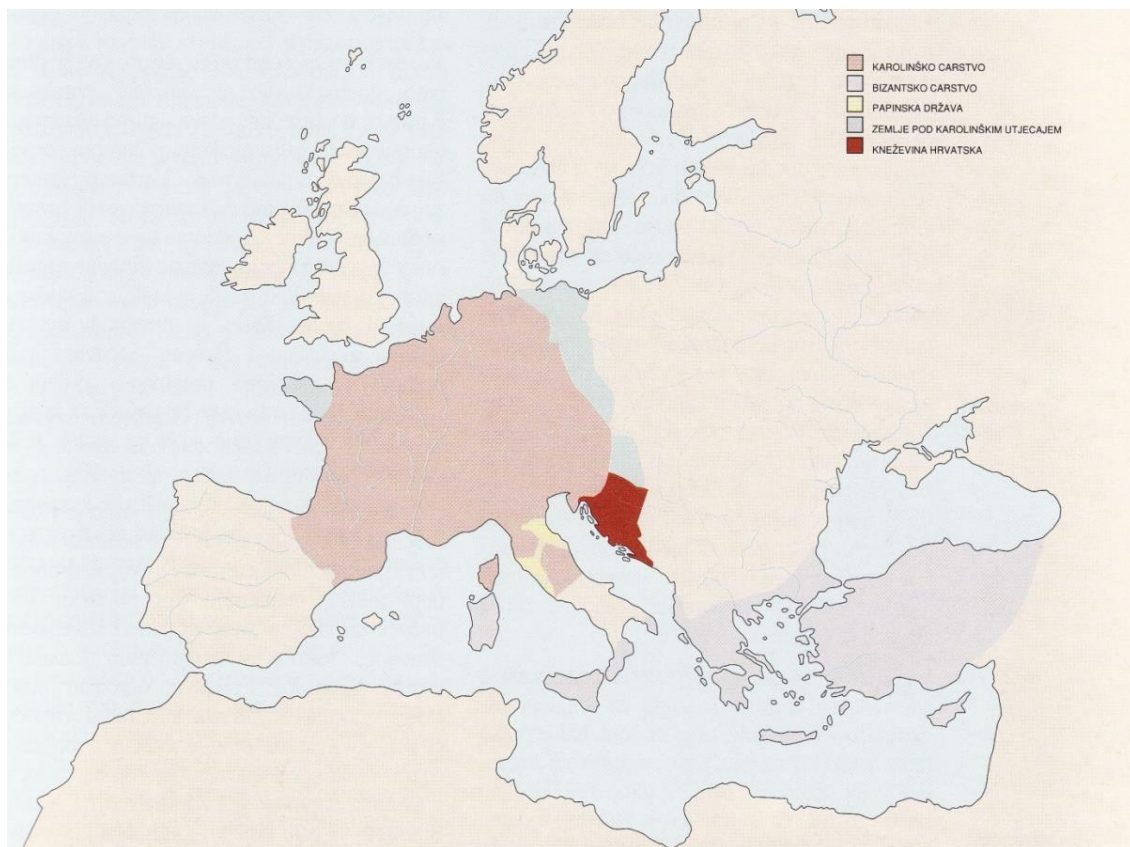 KAROLINŠKO CARSTVO
BIZANTSKO CARSTVO
PAPINSKA DRŽAVA
ZEMLJE POD KAROLINŠKIM UTJECAJEM
KNEŽEVINA HRVATSKA